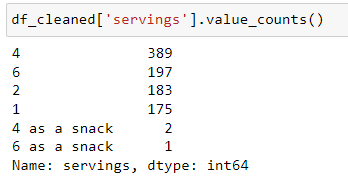 df_cleaned['servings'].value_counts()
4                389
6                197
2                183
1                175
4 as a snack       2
6 as a snack       1
Name: servings, dtype: int64